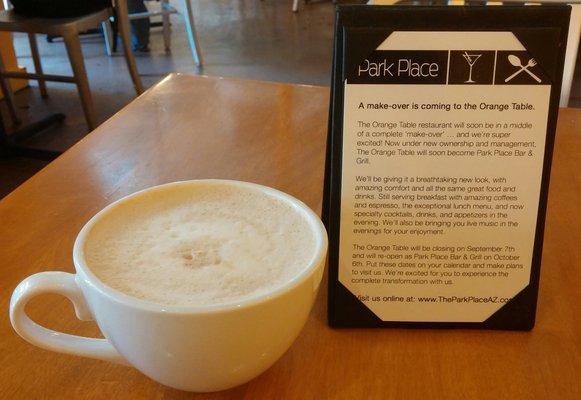 Park Place
A make-over is coming to the Orange Table.
The Orange Table restaurant will soon be in a middle
of a complete 'make-over' ... and we're super
excited! Now under new ownership and management,
The Orange Table will soon become Park Place Bar &
Grill.
We'll be giving it a breathtaking new look, with
amazing comfort and all the same great food and
drinks. Still serving breakfast with amazing coffees
and espresso, the exceptional lunch menu, and now
specialty cocktails, drinks, and appetizers in the
evening. We'll also be bringing you live music in the
evenings for your enjoyment.
The Orange Table will be closing on September 7th
and will re-open as Park Place Bar & Grill on October
6th. Put these dates on your calendar and make plans
to visit us. We're excited for you to experience the
complete transformation with us.
Visit us online at: www.TheParkPlaceAZ.co